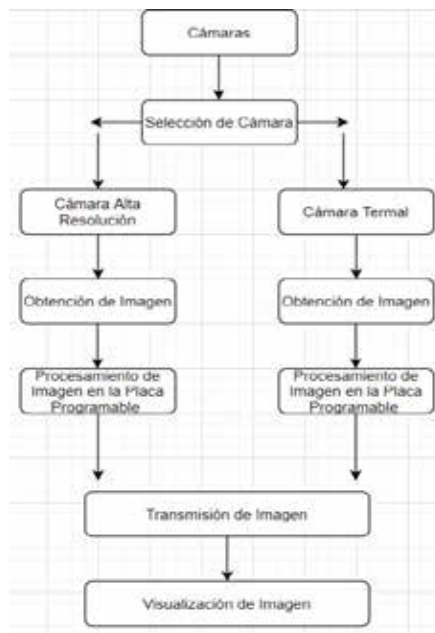 Cámaras
Selección de Cámara
Cámara Alta
Resolución
Cámara Termal
Obtención de Imagen
Obtención de Imagen
Procesamiento de
Imagen en la Placa
Programable
Procesamiento de
Imagen en la Placa
Programable
Transmisión de Imagen
Visualización de Imagen